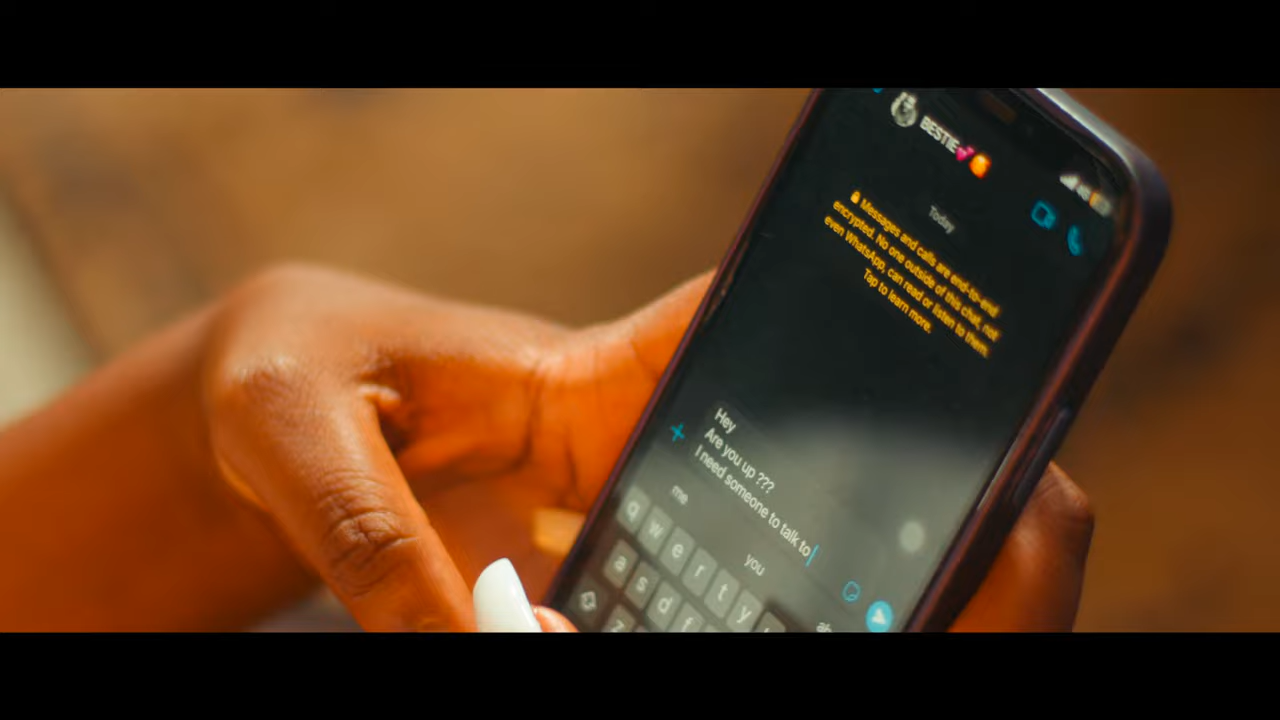 BESTIE
Today
Messages and calls are end-to-end
encrypted. No one outside of this chat, not
even WhatsApp, can read or listen to them.
Tap to learn more.
Hey
Are you up ???
I need someone to talk to
me
you
q w e r t y
a s d f
z